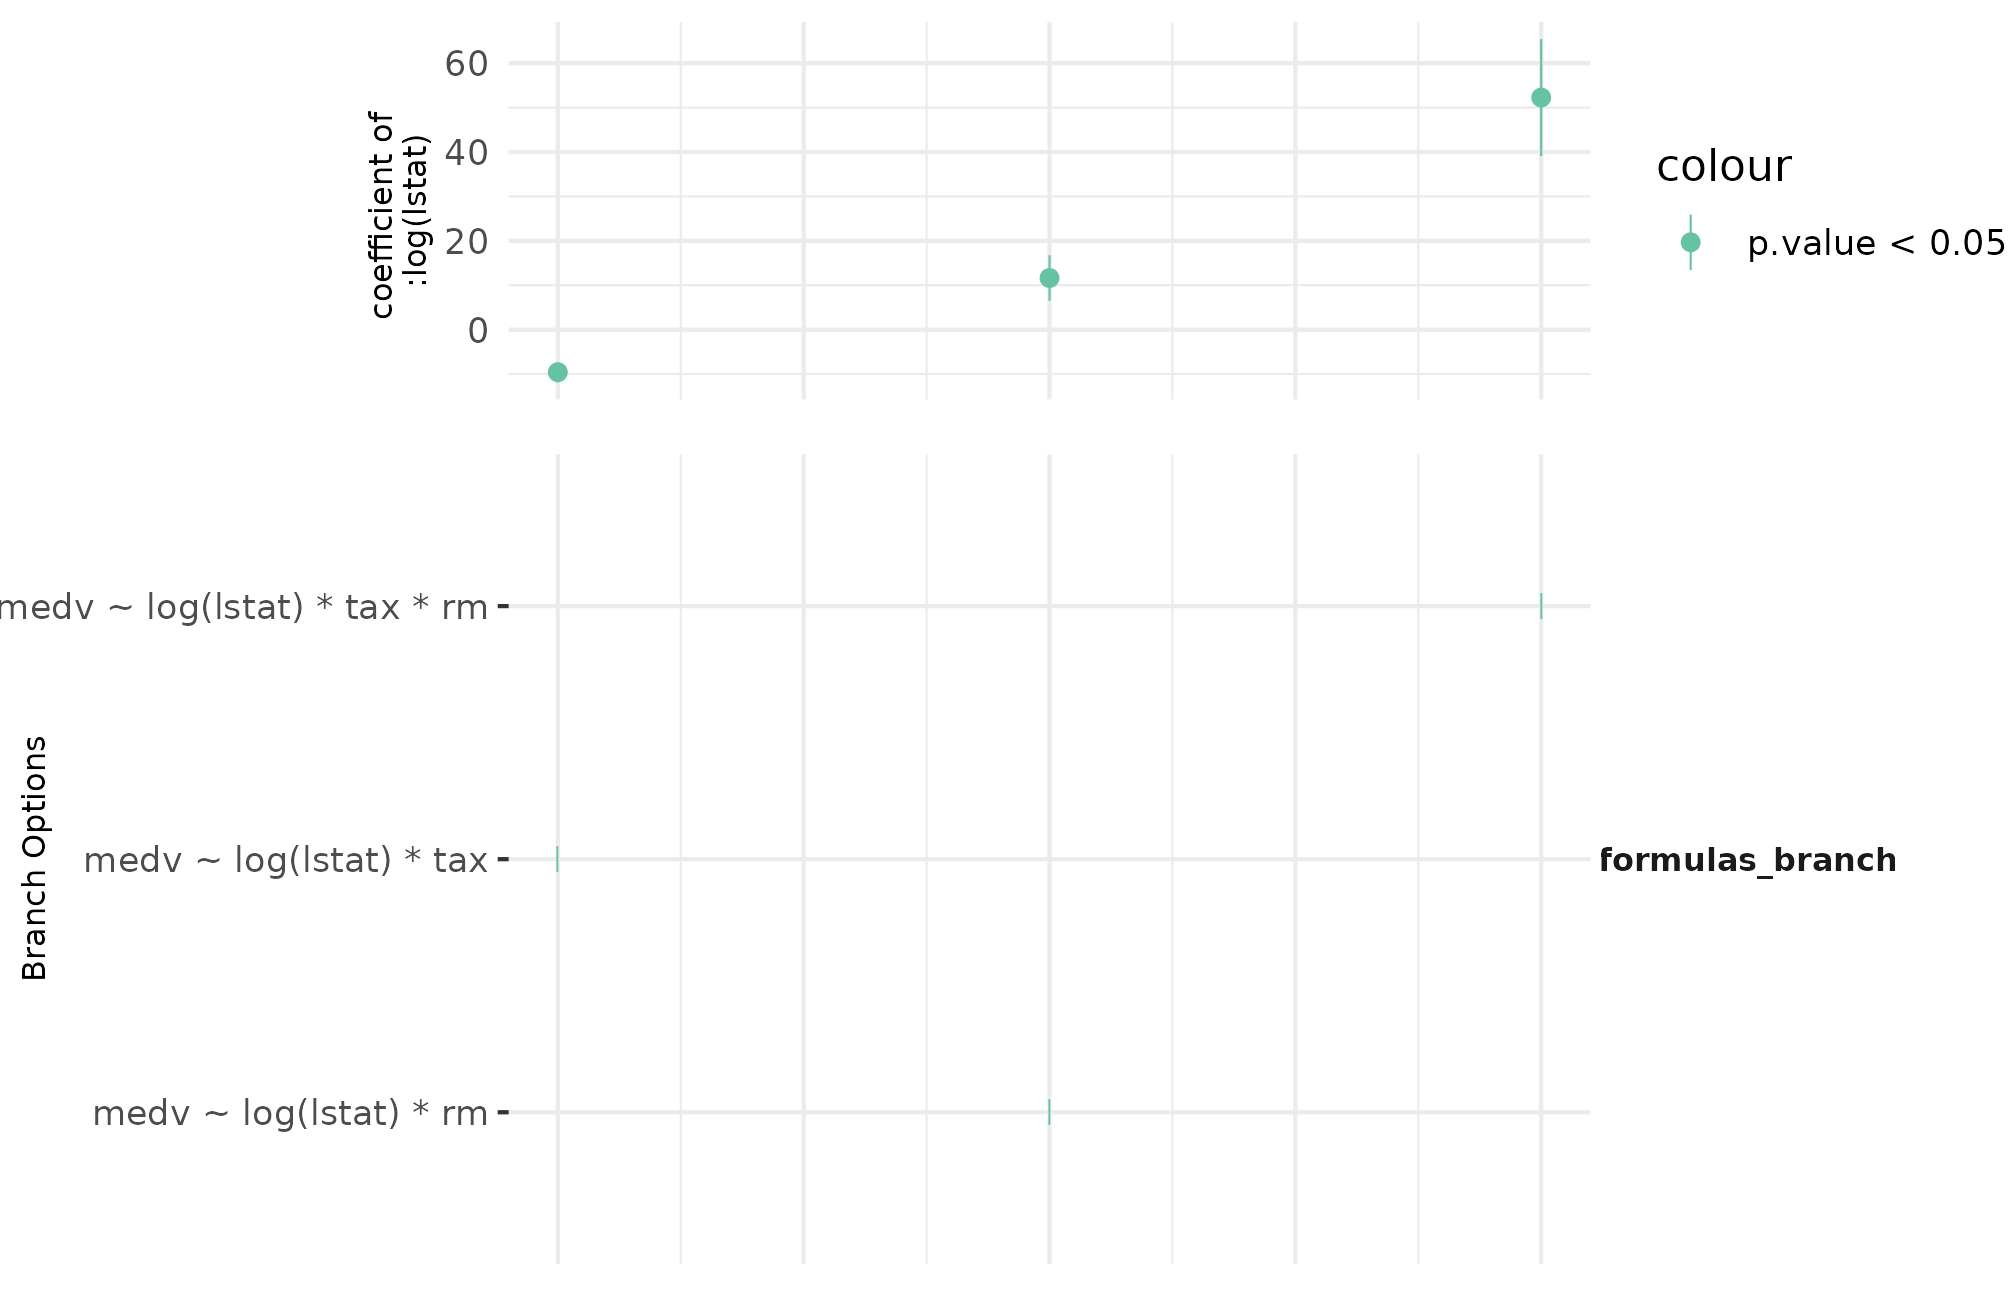 coefficient of
:log(lstat)
60
40
20
0
colour
p.value < 0.05
Branch Options
medv ~ log(lstat) * tax * rm
medv ~ log(lstat) * tax
medv ~ log(lstat) * rm
formulas_branch